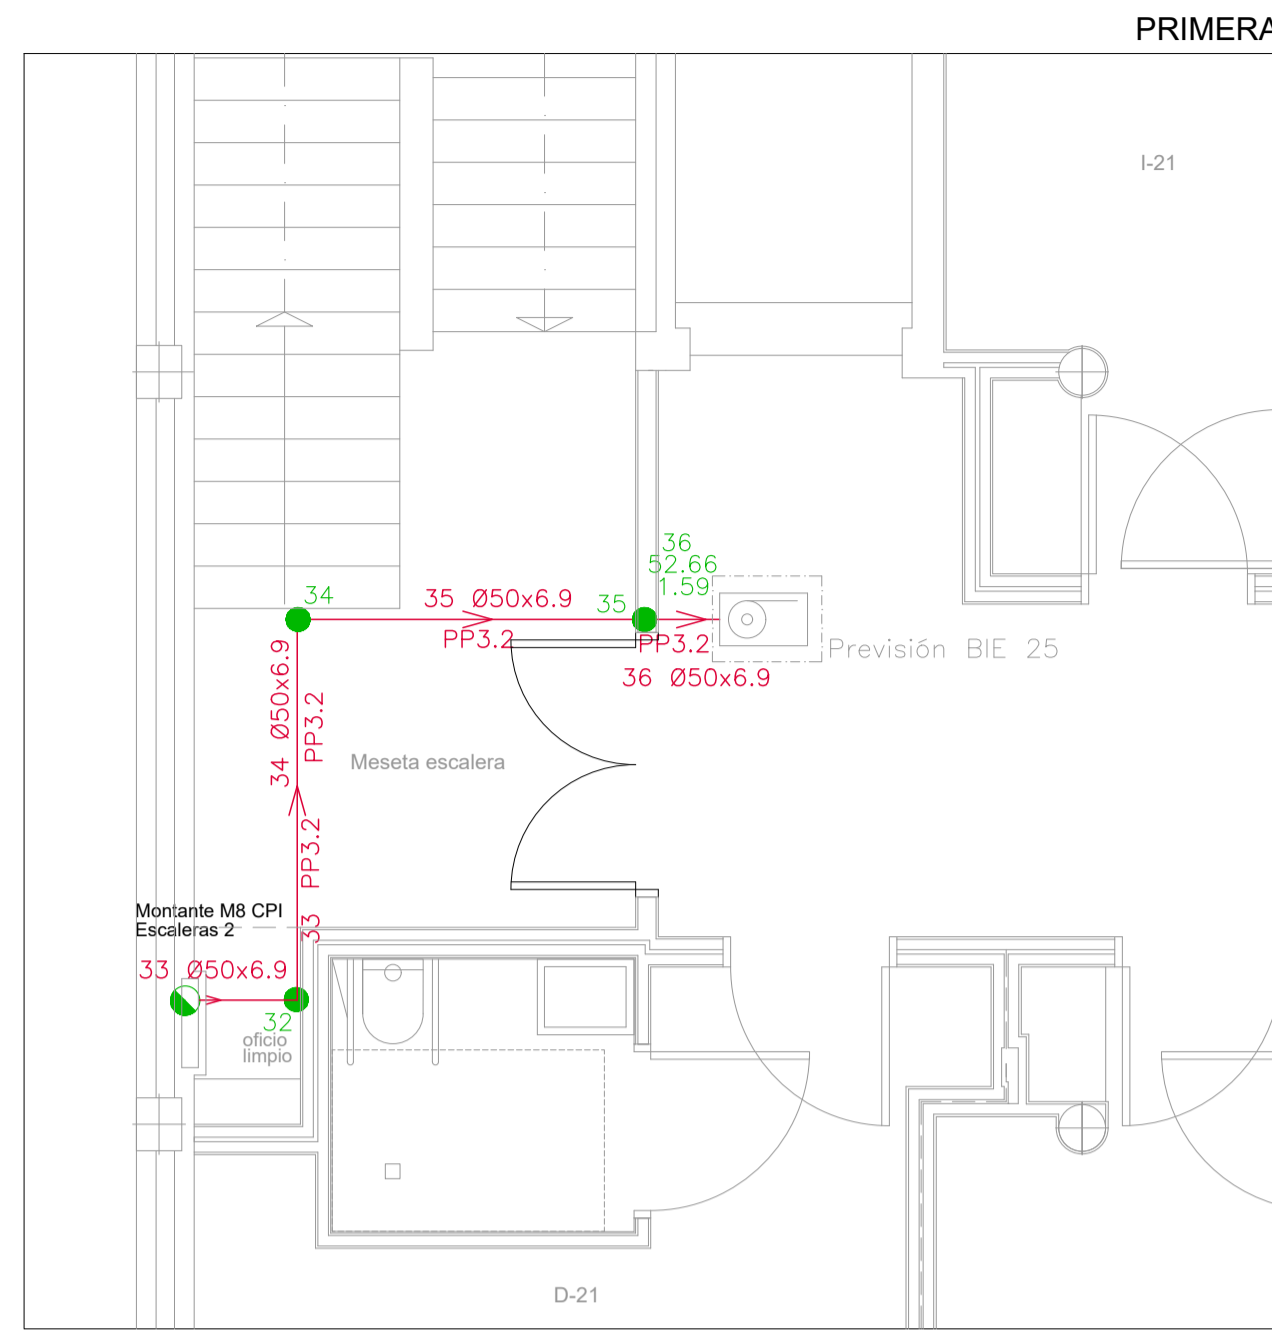 PRIMERA
I-21
36
52.66
1.59
34
35 Ø50x6.9
35
PP3.2
PP3.2
Previsión BIE 25
36 Ø50x6.9
34 Ø50x6.9
PP3.2
Meseta escalera
PP3.2
33
Montante M8 CPI
Escaleras 2
33 Ø50x6.9
32
oficio
limpio
D-21